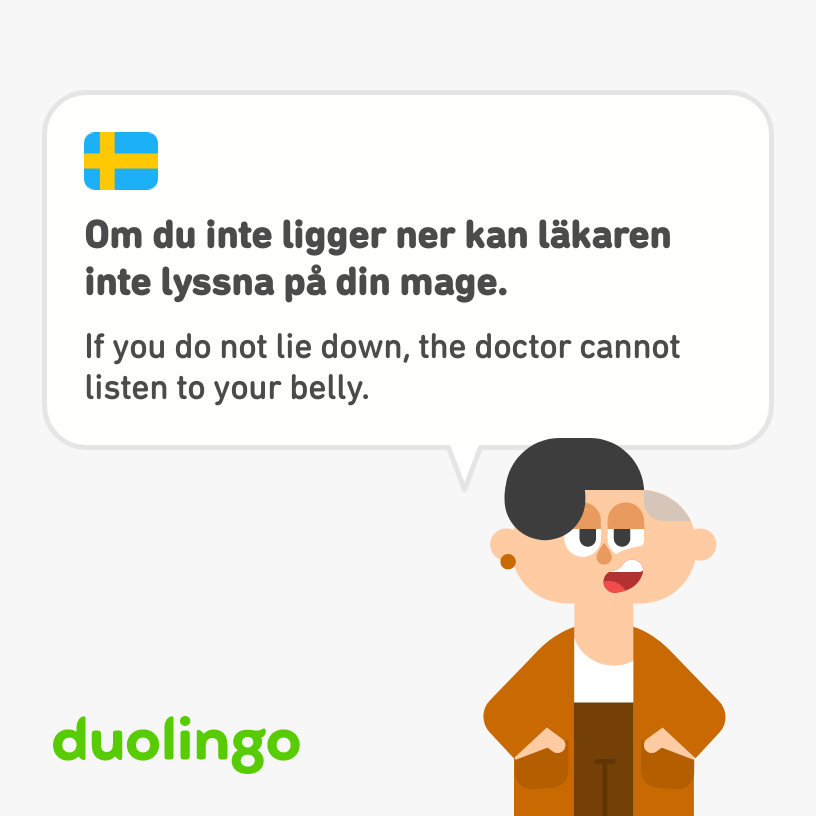 Om du inte ligger ner kan läkaren
inte lyssna på din mage.
If you do not lie down, the doctor cannot
listen to your belly.
duolingo